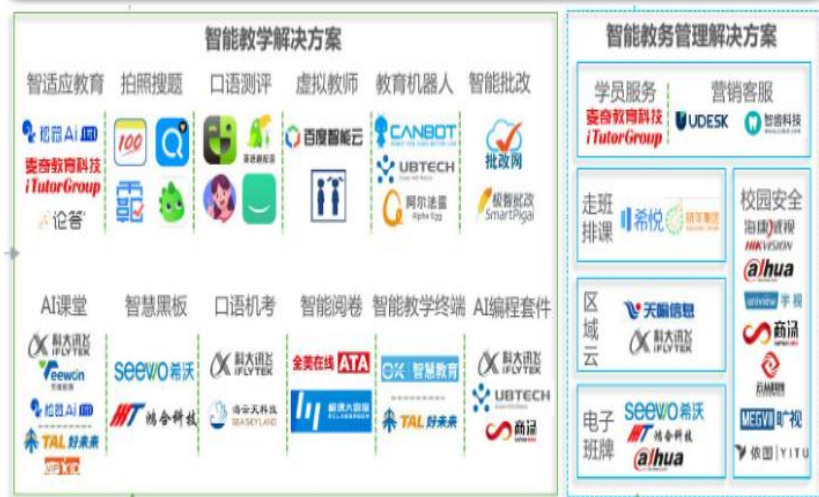 智能教学解决方案
智适应教育 拍照搜题 口语测评 虚拟教师 教育机器人 智能批改
松鼠Ai
麦奇教育科技
iTutorGroup
论答
100
百度智能云
CANBOT
UBTECH
阿尔法蛋
Alpha Egg
批改网
极智批改
SmartPigai
AI课堂 智慧黑板 口语机考 智能阅卷 智能教学终端 AI编程套件
科大讯飞
iFLYTEK
松鼠Ai
TAL 好未来
seewo 希沃
鸿合科技
科大讯飞
iFLYTEK
海云天科技
SEASKYLAND
全美在线 ATA
智慧教育
TAL 好未来
科大讯飞
iFLYTEK
UBTECH
商汤
智能教务管理解决方案
学员服务 营销客服
麦奇教育科技
iTutorGroup
UDESK
智齿科技
走班
排课
希悦
区
域
云
天喻信息
科大讯飞
iFLYTEK
电子
班牌
seewo 希沃
鸿合科技
alhua
校园安全
海康威视
HIKVISION
alhua
uniview 宇视
商汤
MEGVII 旷视
依图 YITU